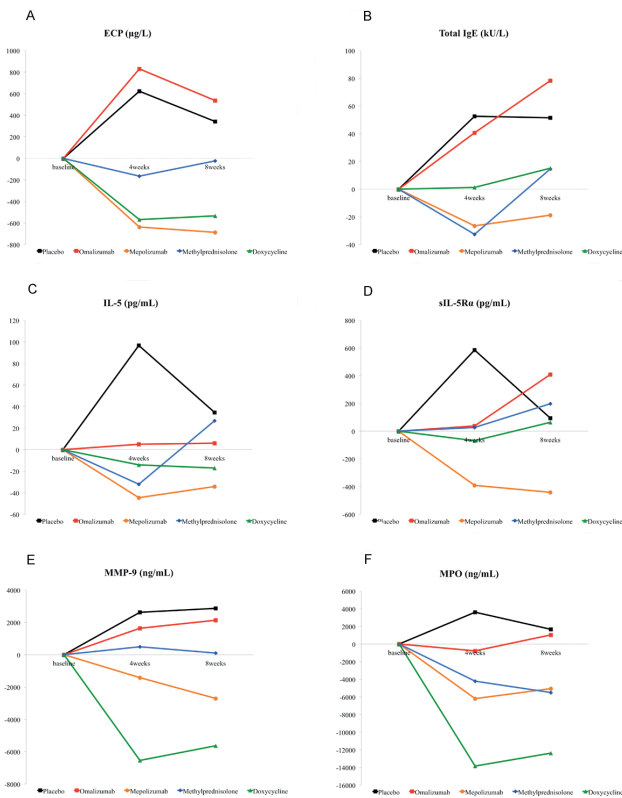 A
ECP (µg/L)
1000
800
600
400
200
0
-200
-400
-600
-800
baseline
4weeks
8weeks
Placebo Omalizumab Mepolizumab Methylprednisolone Doxycycline
B
Total IgE (kU/L)
100
80
60
40
20
0
-20
-40
baseline
4weeks
8weeks
Placebo Omalizumab Mepolizumab Methylprednisolone Doxycycline
C
IL-5 (pg/mL)
120
100
80
60
40
20
0
-20
-40
-60
baseline
4weeks
8weeks
Placebo Omalizumab Mepolizumab Methylprednisolone Doxycycline
D
sIL-5Rα (pg/mL)
800
600
400
200
0
-200
-400
-600
baseline
4weeks
8weeks
Placebo Omalizumab Mepolizumab Methylprednisolone Doxycycline
E
MMP-9 (ng/mL)
4000
2000
0
-2000
-4000
-6000
-8000
baseline
4weeks
8weeks
Placebo Omalizumab Mepolizumab Methylprednisolone Doxycycline
F
MPO (ng/mL)
6000
4000
2000
0
-2000
-4000
-6000
-8000
-10000
-12000
-14000
-16000
baseline
4weeks
8weeks
Placebo Omalizumab Mepolizumab Methylprednisolone Doxycycline